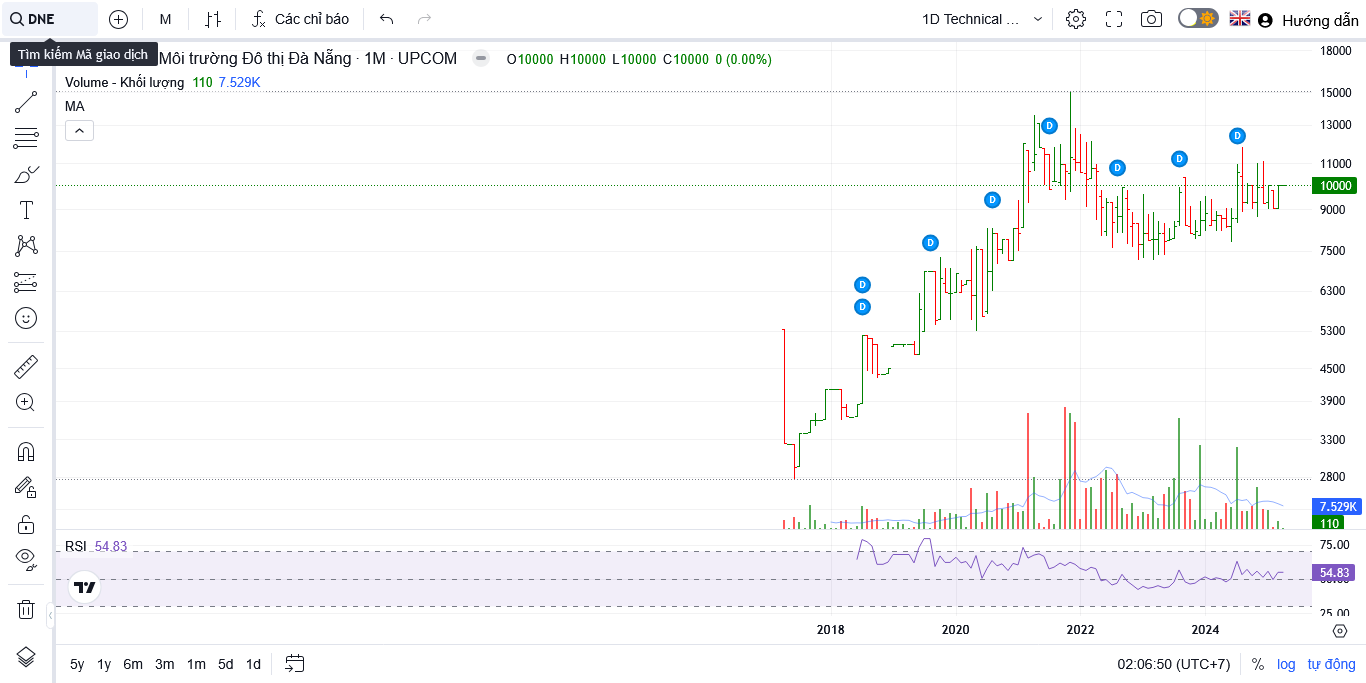 DNE
M
Các chỉ báo
1D Technical ...
Hướng dẫn
Tìm kiếm Mã giao dịch
Môi trường Đô thị Đà Nẵng · 1M · UPCOM
O10000 H10000 L10000 C10000 0 (0.00%)
Volume - Khối lượng 110 7.529K
MA
18000
15000
13000
11000
10000
9000
7500
6300
5300
4500
3900
3300
2800
7.529K
110
D
D
D
D
D
D
D
D
RSI 54.83
75.00
54.83
25.00
2018 2020 2022 2024
5y 1y 6m 3m 1m 5d 1d
02:06:50 (UTC+7) % log tự động